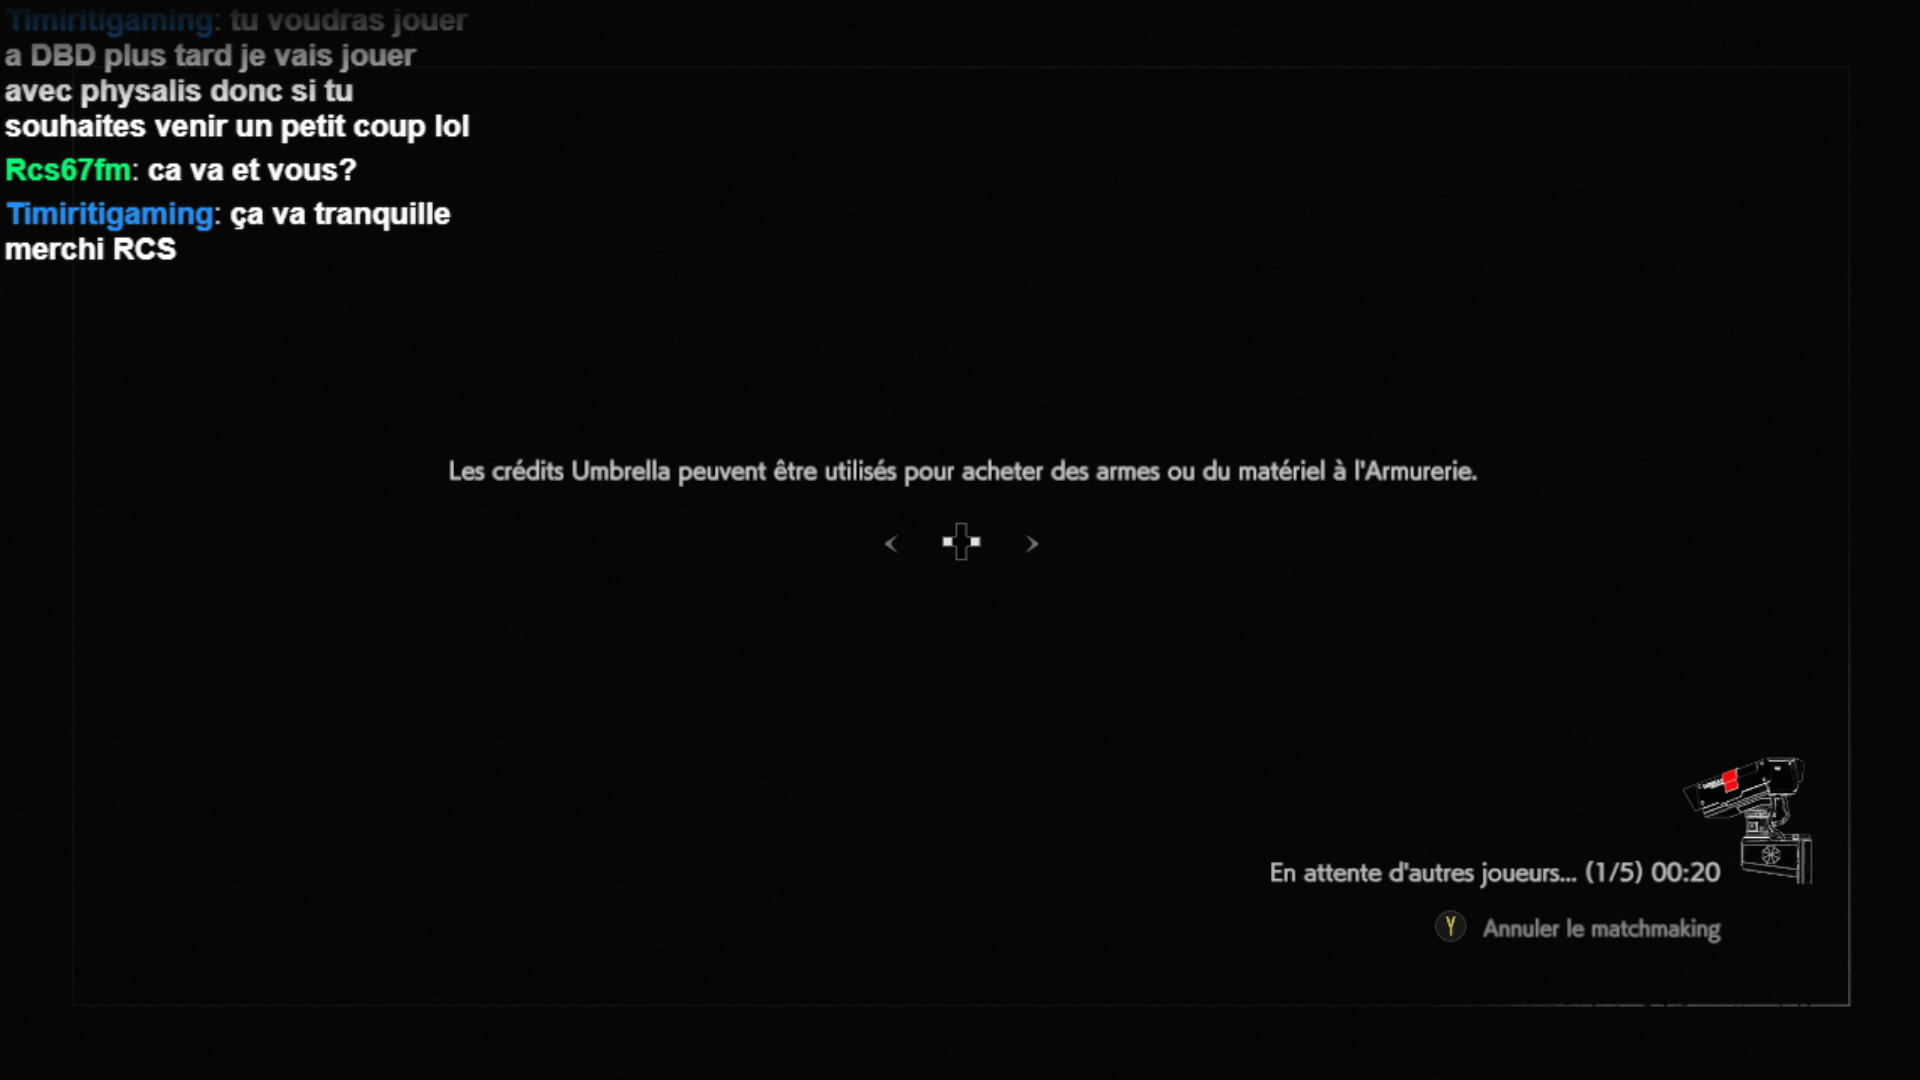 Timiritigaming: tu voudras jouer
a DBD plus tard je vais jouer
avec physalis donc si tu
souhaites venir un petit coup lol
Rcs67fm: ca va et vous?
Timiritigaming: ça va tranquille
merchi RCS
Les crédits Umbrella peuvent être utilisés pour acheter des armes ou du matériel à l'Armurerie.
En attente d'autres joueurs... (1/5) 00:20
Y Annuler le matchmaking